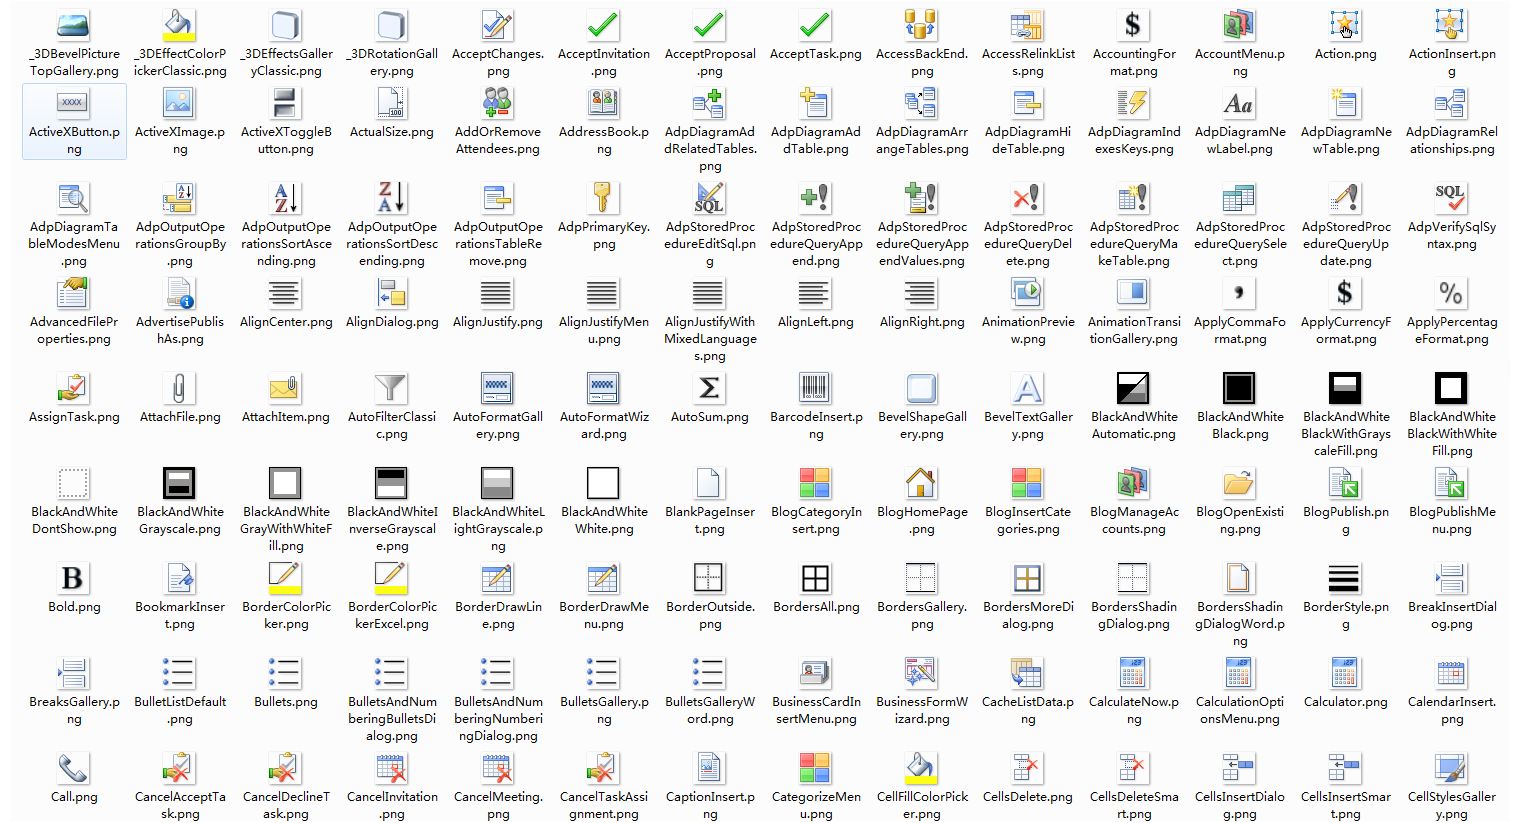 _3DBevelPictureTopGallery.png _3DEffectColorPickerClassic.png _3DEffectsGalleryClassic.png _3DRotationGallery.png AcceptChanges.png AcceptInvitation.png AcceptProposal.png AcceptTask.png AccessBackEnd.png AccessRelinkLists.png AccountingFormat.png AccountMenu.png Action.png ActionInsert.png
ActiveXButton.png ActiveXImage.png ActiveXToggleButton.png ActualSize.png AddOrRemoveAttendees.png AddressBook.png AdpDiagramAddRelatedTables.png AdpDiagramAddTable.png AdpDiagramArrangeTables.png AdpDiagramHideTable.png AdpDiagramIndexesKeys.png AdpDiagramNewLabel.png AdpDiagramNewTable.png AdpDiagramRelationships.png
AdpDiagramTableModesMenu.png AdpOutputOperationsGroupBy.png AdpOutputOperationsSortAscending.png AdpOutputOperationsSortDescending.png AdpOutputOperationsTableRemove.png AdpPrimaryKey.png AdpStoredProcedureEditSql.png AdpStoredProcedureQueryAppend.png AdpStoredProcedureQueryAppendValues.png AdpStoredProcedureQueryDelete.png AdpStoredProcedureQueryMakeTable.png AdpStoredProcedureQuerySelect.png AdpStoredProcedureQueryUpdate.png AdpVerifySqlSyntax.png
AdvancedFileProperties.png AdvertisePublishAs.png AlignCenter.png AlignDialog.png AlignJustify.png AlignJustifyMenu.png AlignJustifyWithMixedLanguages.png AlignLeft.png AlignRight.png AnimationPreview.png AnimationTransitionGallery.png ApplyCommaFormat.png ApplyCurrencyFormat.png ApplyPercentageFormat.png
AssignTask.png AttachFile.png AttachItem.png AutoFilterClassic.png AutoFormatGallery.png AutoFormatWizard.png AutoSum.png BarcodeInsert.png BevelShapeGallery.png BevelTextGallery.png BlackAndWhiteAutomatic.png BlackAndWhiteBlack.png BlackAndWhiteBlackWithGrayscaleFill.png BlackAndWhiteBlackWithWhiteFill.png
BlackAndWhiteDontShow.png BlackAndWhiteGrayscale.png BlackAndWhiteGrayWithWhiteFill.png BlackAndWhiteInverseGrayscale.png BlackAndWhiteLightGrayscale.png BlackAndWhiteWhite.png BlankPageInsert.png BlogCategoryInsert.png BlogHomePage.png BlogInsertCategories.png BlogManageAccounts.png BlogOpenExisting.png BlogPublish.png BlogPublishMenu.png
Bold.png BookmarkInsert.png BorderColorPicker.png BorderColorPickerExcel.png BorderDrawLine.png BorderDrawMenu.png BorderOutside.png BordersAll.png BordersGallery.png BordersMoreDialog.png BordersShadingDialog.png BordersShadingDialogWord.png BorderStyle.png BreakInsertDialog.png
BreaksGallery.png BulletListDefault.png Bullets.png BulletsAndNumberingBulletsDialog.png BulletsAndNumberingNumberingDialog.png BulletsGallery.png BulletsGalleryWord.png BusinessCardInsertMenu.png BusinessFormWizard.png CacheListData.png CalculateNow.png CalculationOptionsMenu.png Calculator.png CalendarInsert.png
Call.png CancelAcceptTask.png CancelDeclineTask.png CancelInvitation.png CancelMeeting.png CancelTaskAssignment.png CaptionInsert.png CategorizeMenu.png CellFillColorPicker.png CellsDelete.png CellsDeleteSmart.png CellsInsertDialog.png CellsInsertSmart.png CellStylesGallery.png